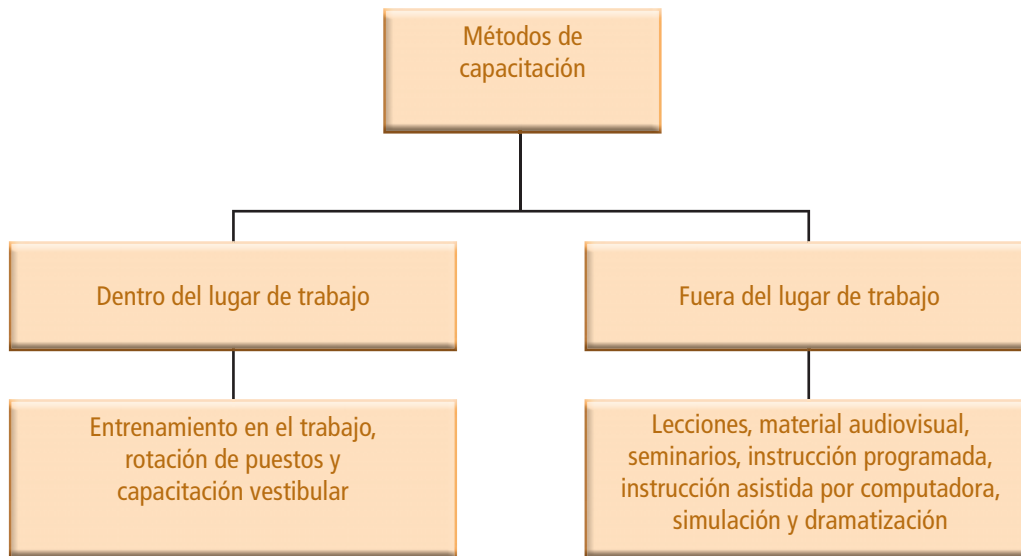 Métodos de
capacitación
Dentro del lugar de trabajo
Fuera del lugar de trabajo
Entrenamiento en el trabajo,
rotación de puestos y
capacitación vestibular
Lecciones, material audiovisual,
seminarios, instrucción programada,
instrucción asistida por computadora,
simulación y dramatización